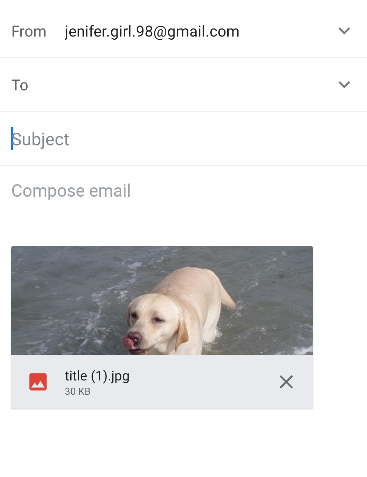 From jenifer.girl.98@gmail.com
To
Subject
Compose email
title (1).jpg
30 KB